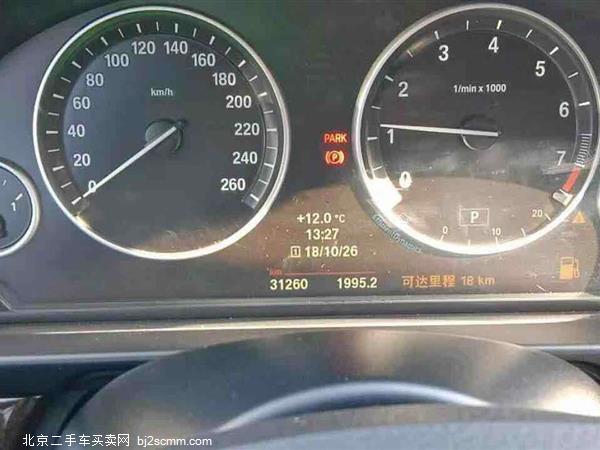 0 20 40 60 80 100 120 140 160 180 200 220 240 260
km/h
1
PARK
P
0 1 2 3 4 5 6 7
1/min x 1000
P
0 10 20
EfficientDynamics
+12.0 °C
13:27
1 18/10/26
km
31260 1995.2 可达里程 18 km
北京二手车买卖网 bj2scmm.com